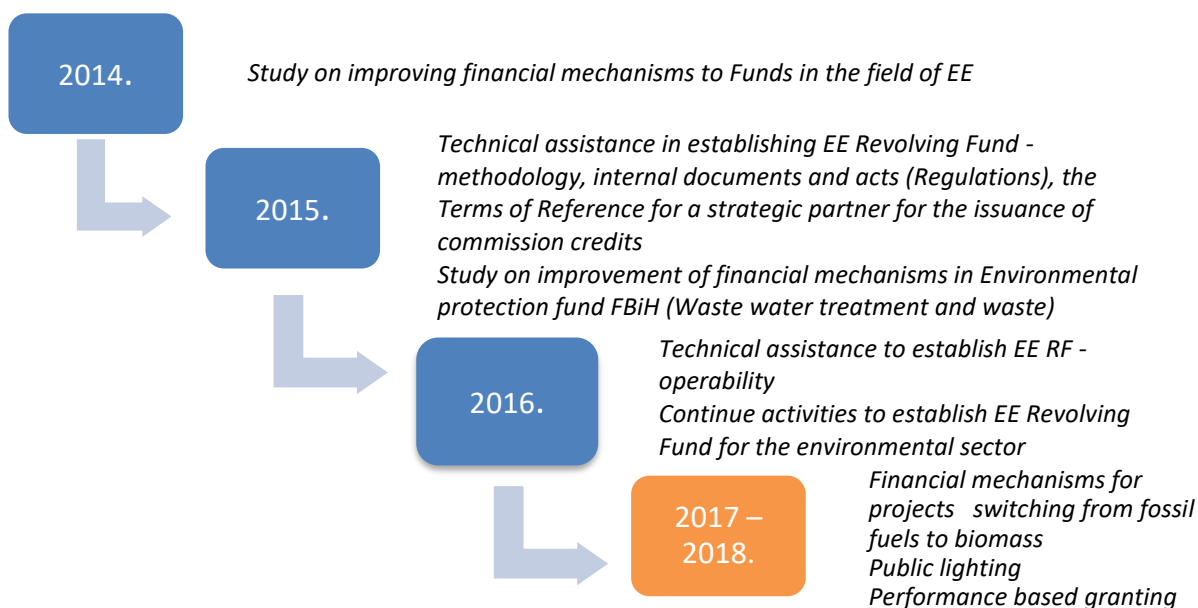 2014.
Study on improving financial mechanisms to Funds in the field of EE
2015.
Technical assistance in establishing EE Revolving Fund -
methodology, internal documents and acts (Regulations), the
Terms of Reference for a strategic partner for the issuance of
commission credits
Study on improvement of financial mechanisms in Environmental
protection fund FBiH (Waste water treatment and waste)
2016.
Technical assistance to establish EE RF -
operability
Continue activities to establish EE Revolving
Fund for the environmental sector
2017 –
2018.
Financial mechanisms for
projects switching from fossil
fuels to biomass
Public lighting
Performance based granting